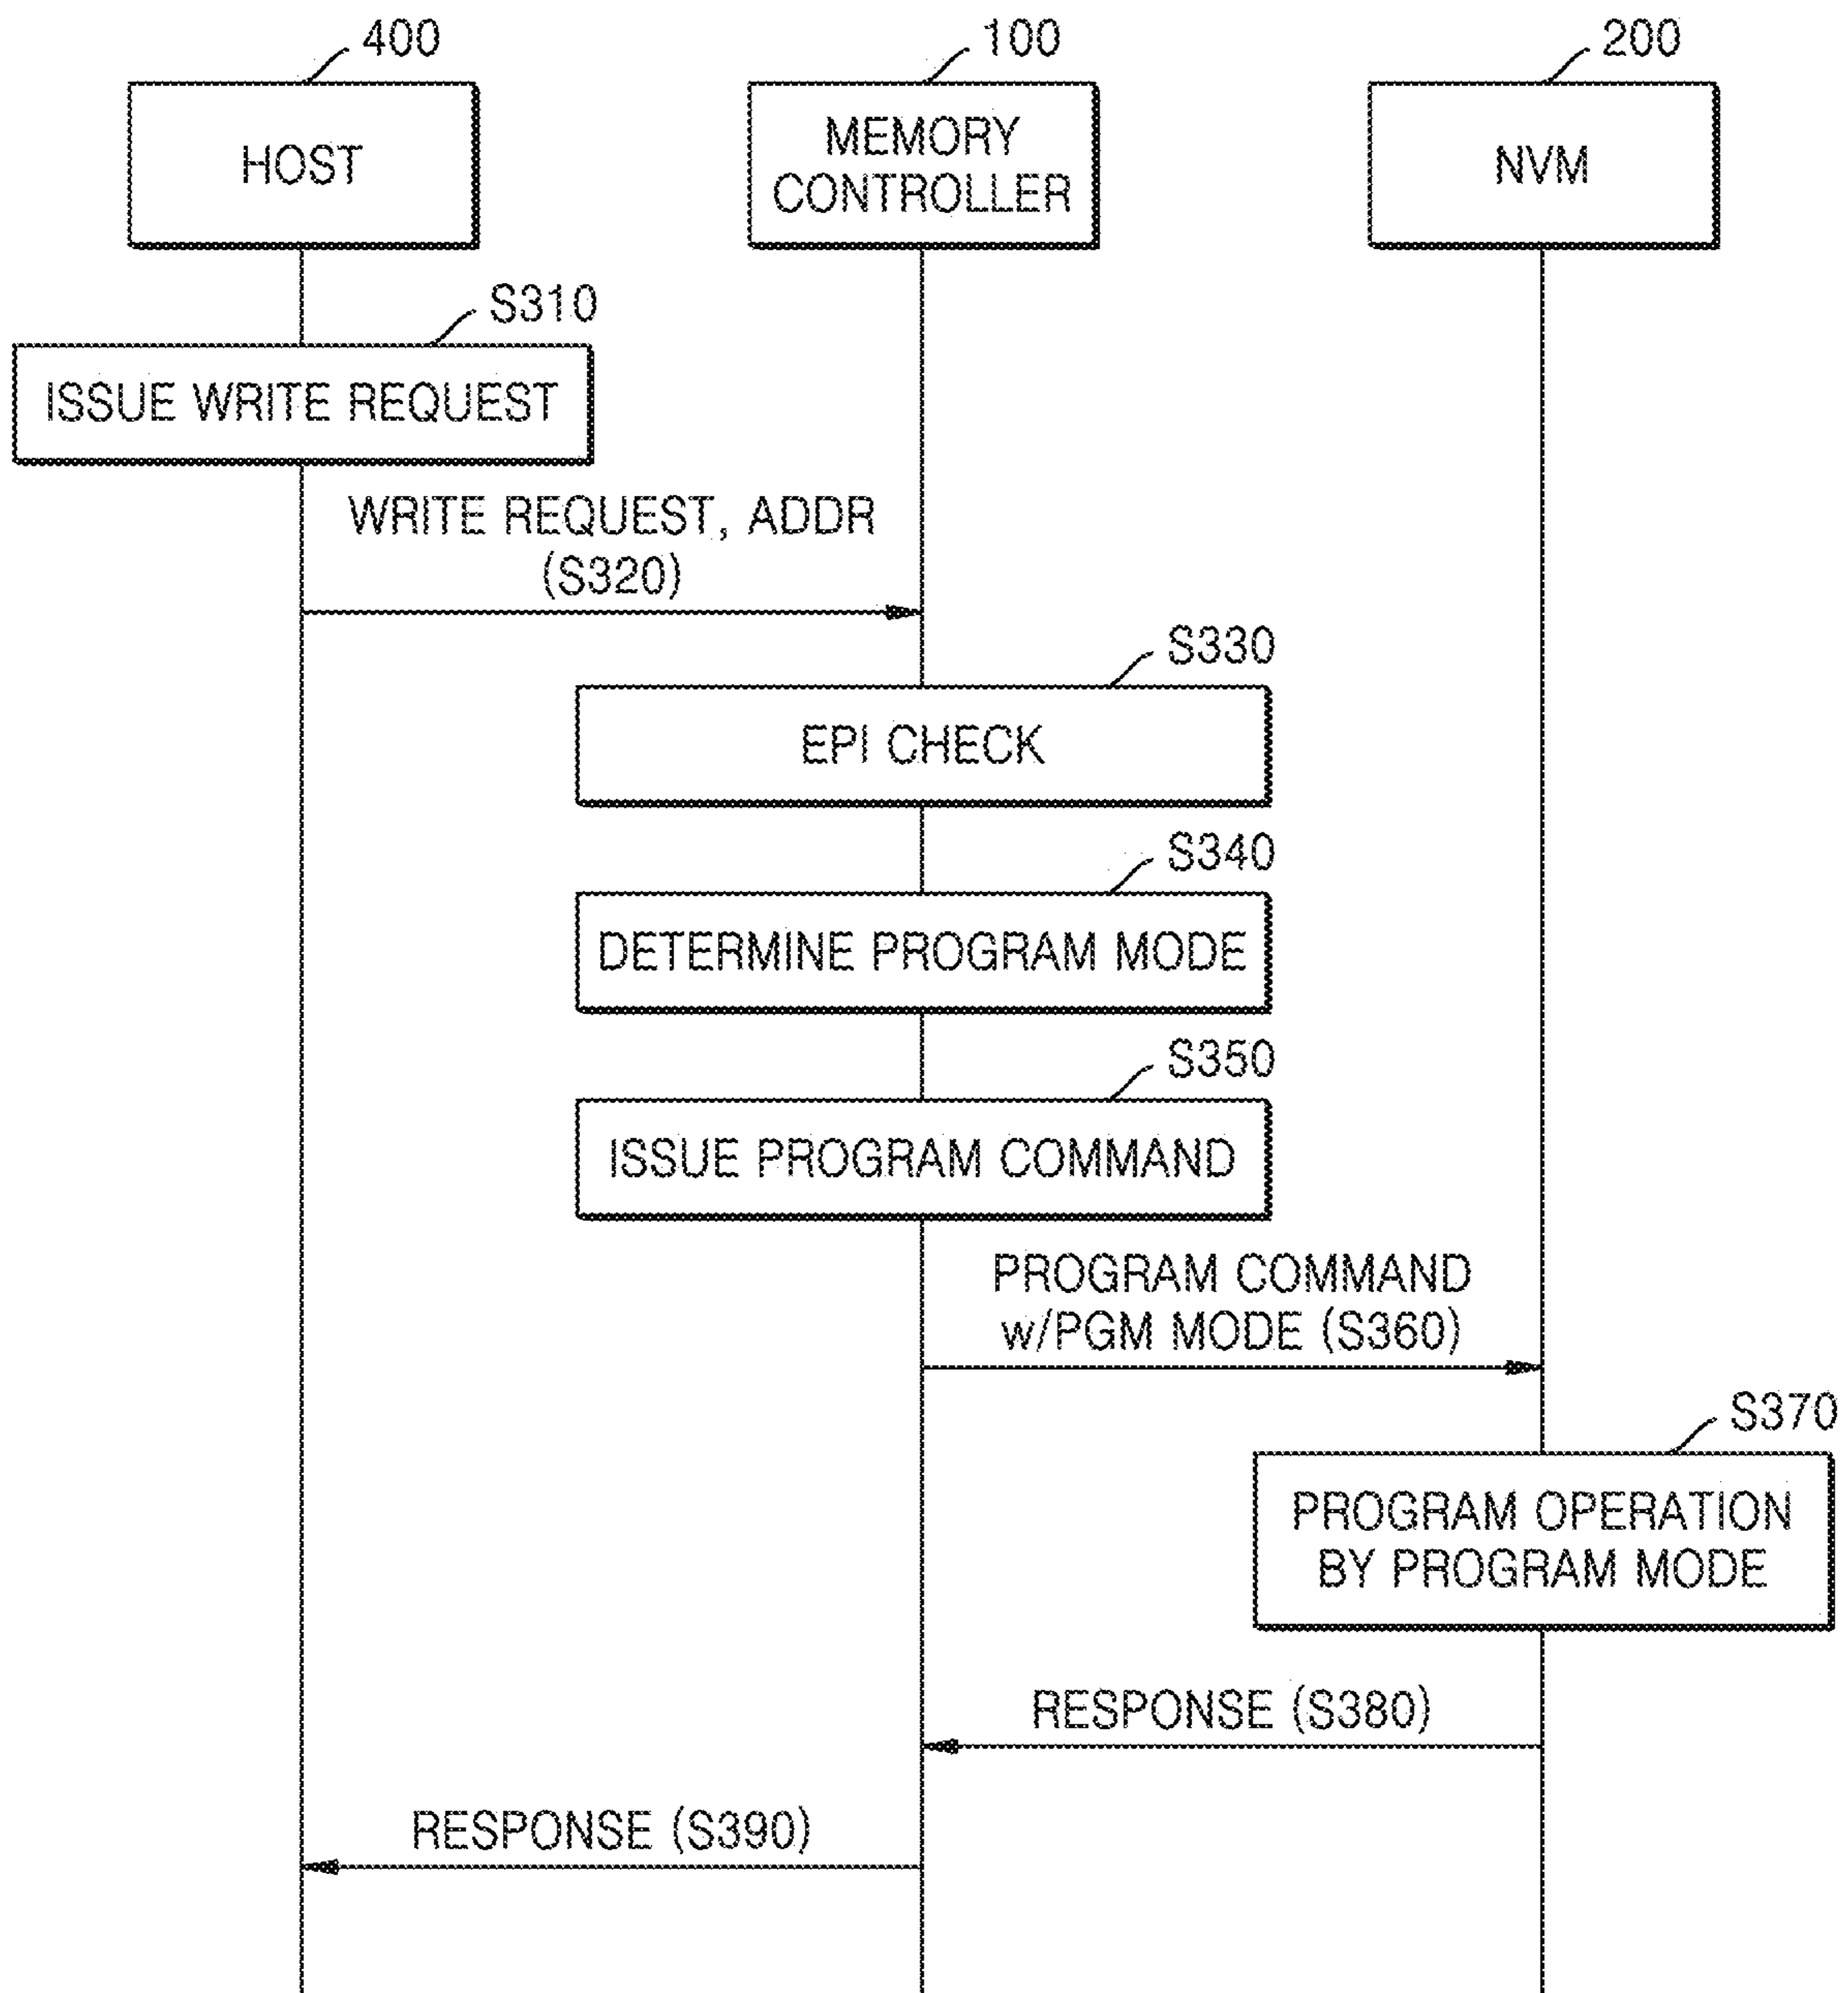 400
100
200
HOST
MEMORY
CONTROLLER
NVM
S310
ISSUE WRITE REQUEST
WRITE REQUEST, ADDR
(S320)
S330
EPI CHECK
S340
DETERMINE PROGRAM MODE
S350
ISSUE PROGRAM COMMAND
PROGRAM COMMAND
w/PGM MODE (S360)
S370
PROGRAM OPERATION
BY PROGRAM MODE
RESPONSE (S380)
RESPONSE (S390)